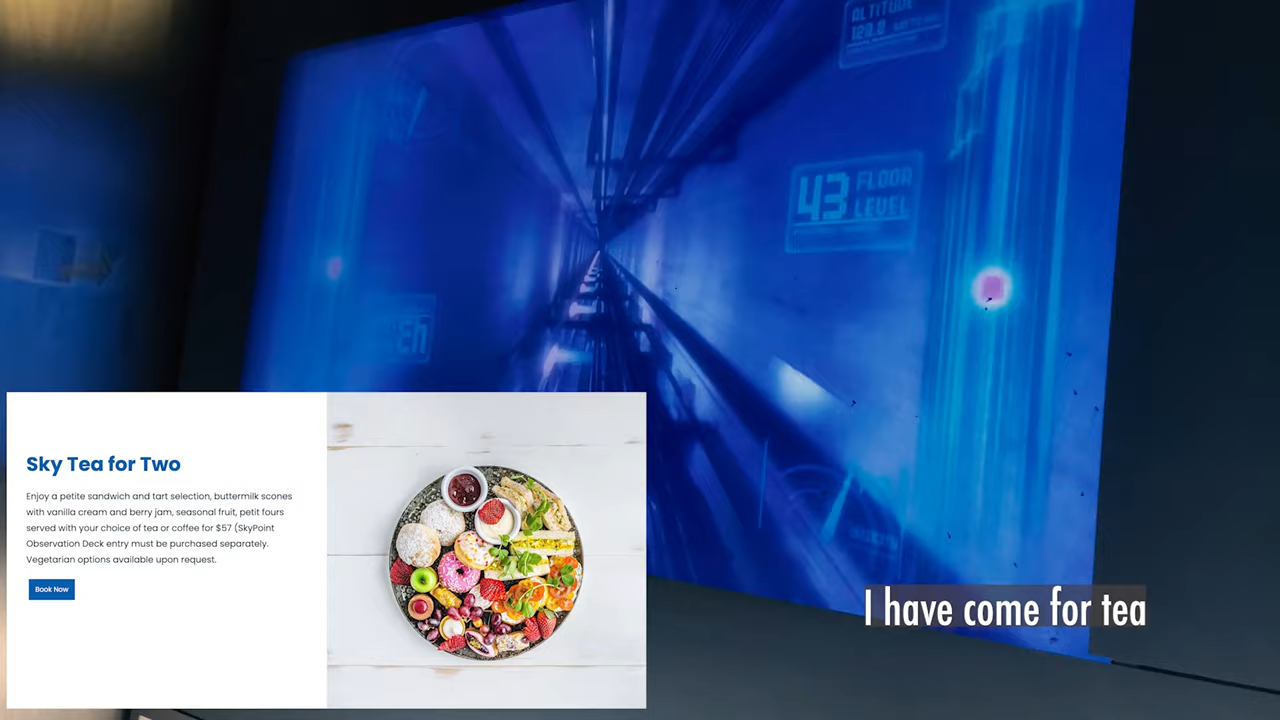 ALTITUDE
120.0
43 FLOOR
LEVEL
Sky Tea for Two
Enjoy a petite sandwich and tart selection, buttermilk scones
with vanilla cream and berry jam, seasonal fruit, petit fours
served with your choice of tea or coffee for $57 (SkyPoint
Observation Deck entry must be purchased separately.
Vegetarian options available upon request.
Book Now
I have come for tea